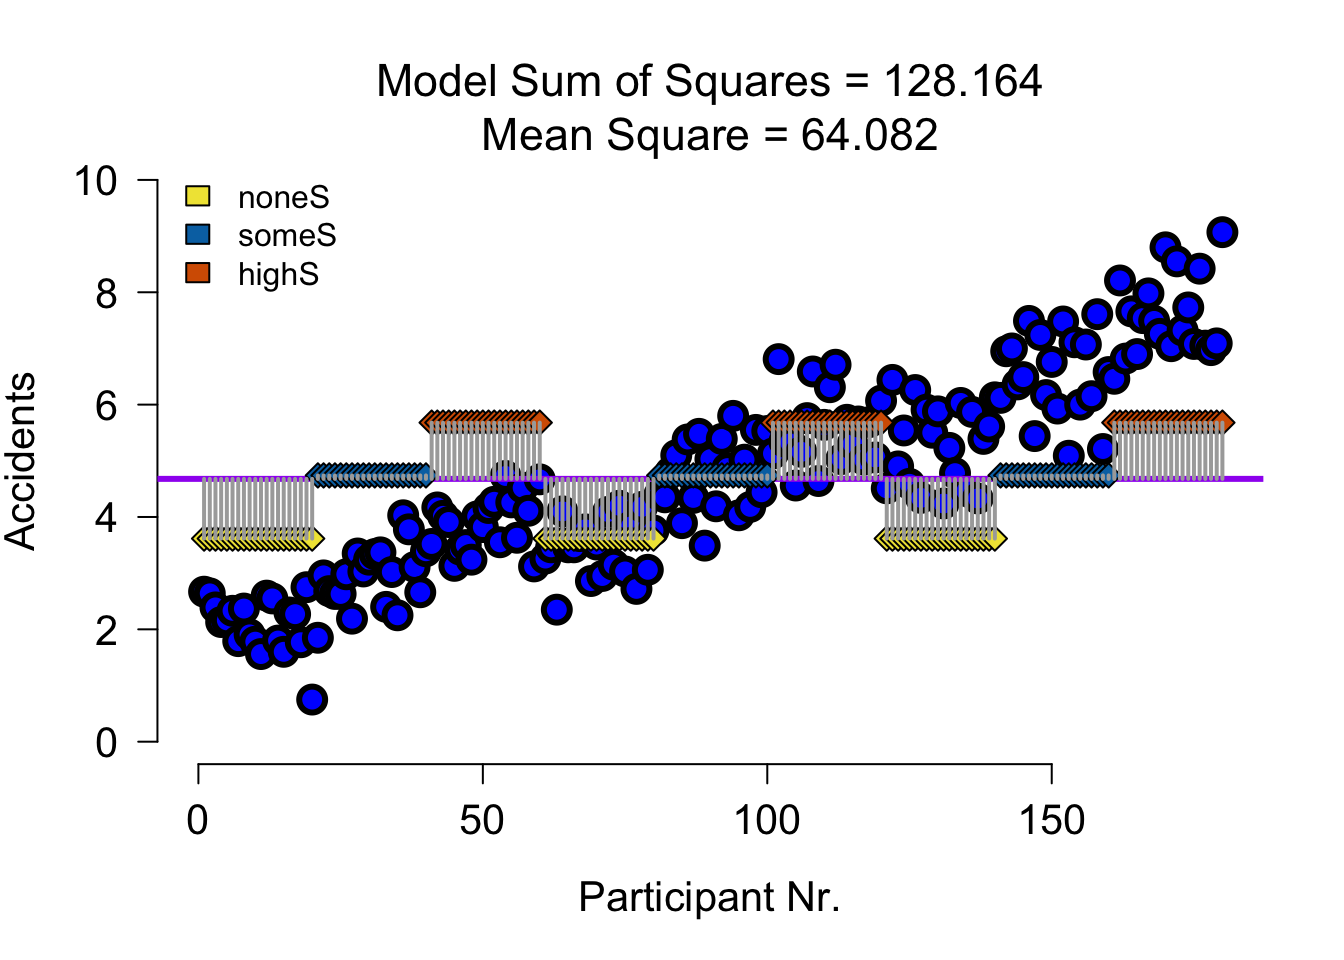 Model Sum of Squares = 128.164
Mean Square = 64.082
10
8
6
4
2
0
noneS
someS
highS
Accidents
0 50 100 150
Participant Nr.